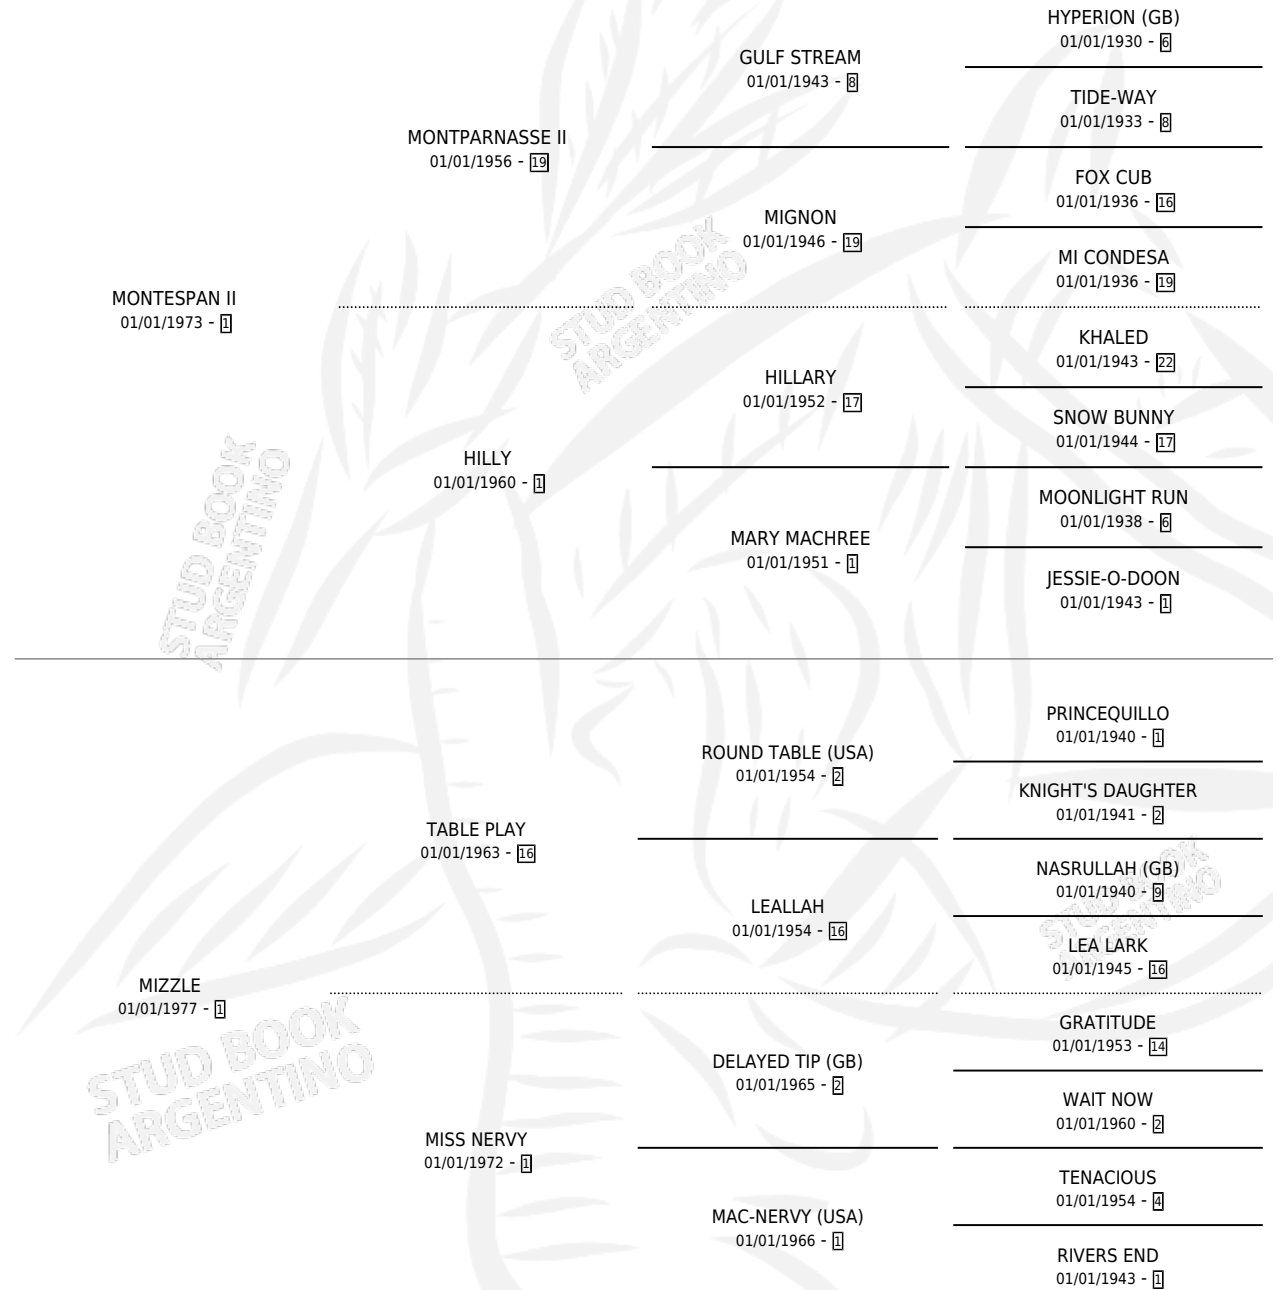 HYPERION (GB)
01/01/1930 - 6
GULF STREAM
01/01/1943 - 8
TIDE-WAY
01/01/1933 - 8
MONTPARNASSE II
01/01/1956 - 19
FOX CUB
01/01/1936 - 16
MIGNON
01/01/1946 - 19
MI CONDESA
01/01/1936 - 19
MONTESPAN II
01/01/1973 - 1
KHALED
01/01/1943 - 22
HILLARY
01/01/1952 - 17
SNOW BUNNY
01/01/1944 - 17
HILLY
01/01/1960 - 1
MOONLIGHT RUN
01/01/1938 - 6
MARY MACHREE
01/01/1951 - 1
JESSIE-O-DOON
01/01/1943 - 1
PRINCEQUILLO
01/01/1940 - 1
ROUND TABLE (USA)
01/01/1954 - 2
KNIGHT'S DAUGHTER
01/01/1941 - 2
TABLE PLAY
01/01/1963 - 16
NASRULLAH (GB)
01/01/1940 - 9
LEALLAH
01/01/1954 - 16
LEA LARK
01/01/1945 - 16
MIZZLE
01/01/1977 - 1
GRATITUDE
01/01/1953 - 14
DELAYED TIP (GB)
01/01/1965 - 2
WAIT NOW
01/01/1960 - 2
MISS NERVY
01/01/1972 - 1
TENACIOUS
01/01/1954 - 4
MAC-NERVY (USA)
01/01/1966 - 1
RIVERS END
01/01/1943 - 1
STUD BOOK
ARGENTINO
STUD BOOK
ARGENTINO
STUD BOOK
ARGENTINO
STUD BOOK
ARGENTINO